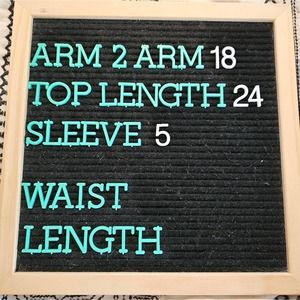 ARM 2 ARM 18
TOP LENGTH 24
SLEEVE 5
WAIST
LENGTH